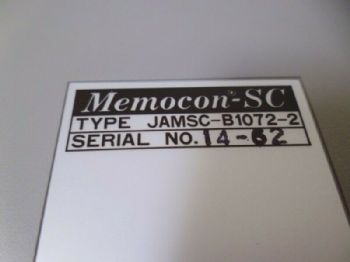 Memocon®-SC
TYPE JAMSC-B1072-2
SERIAL NO. 14-62